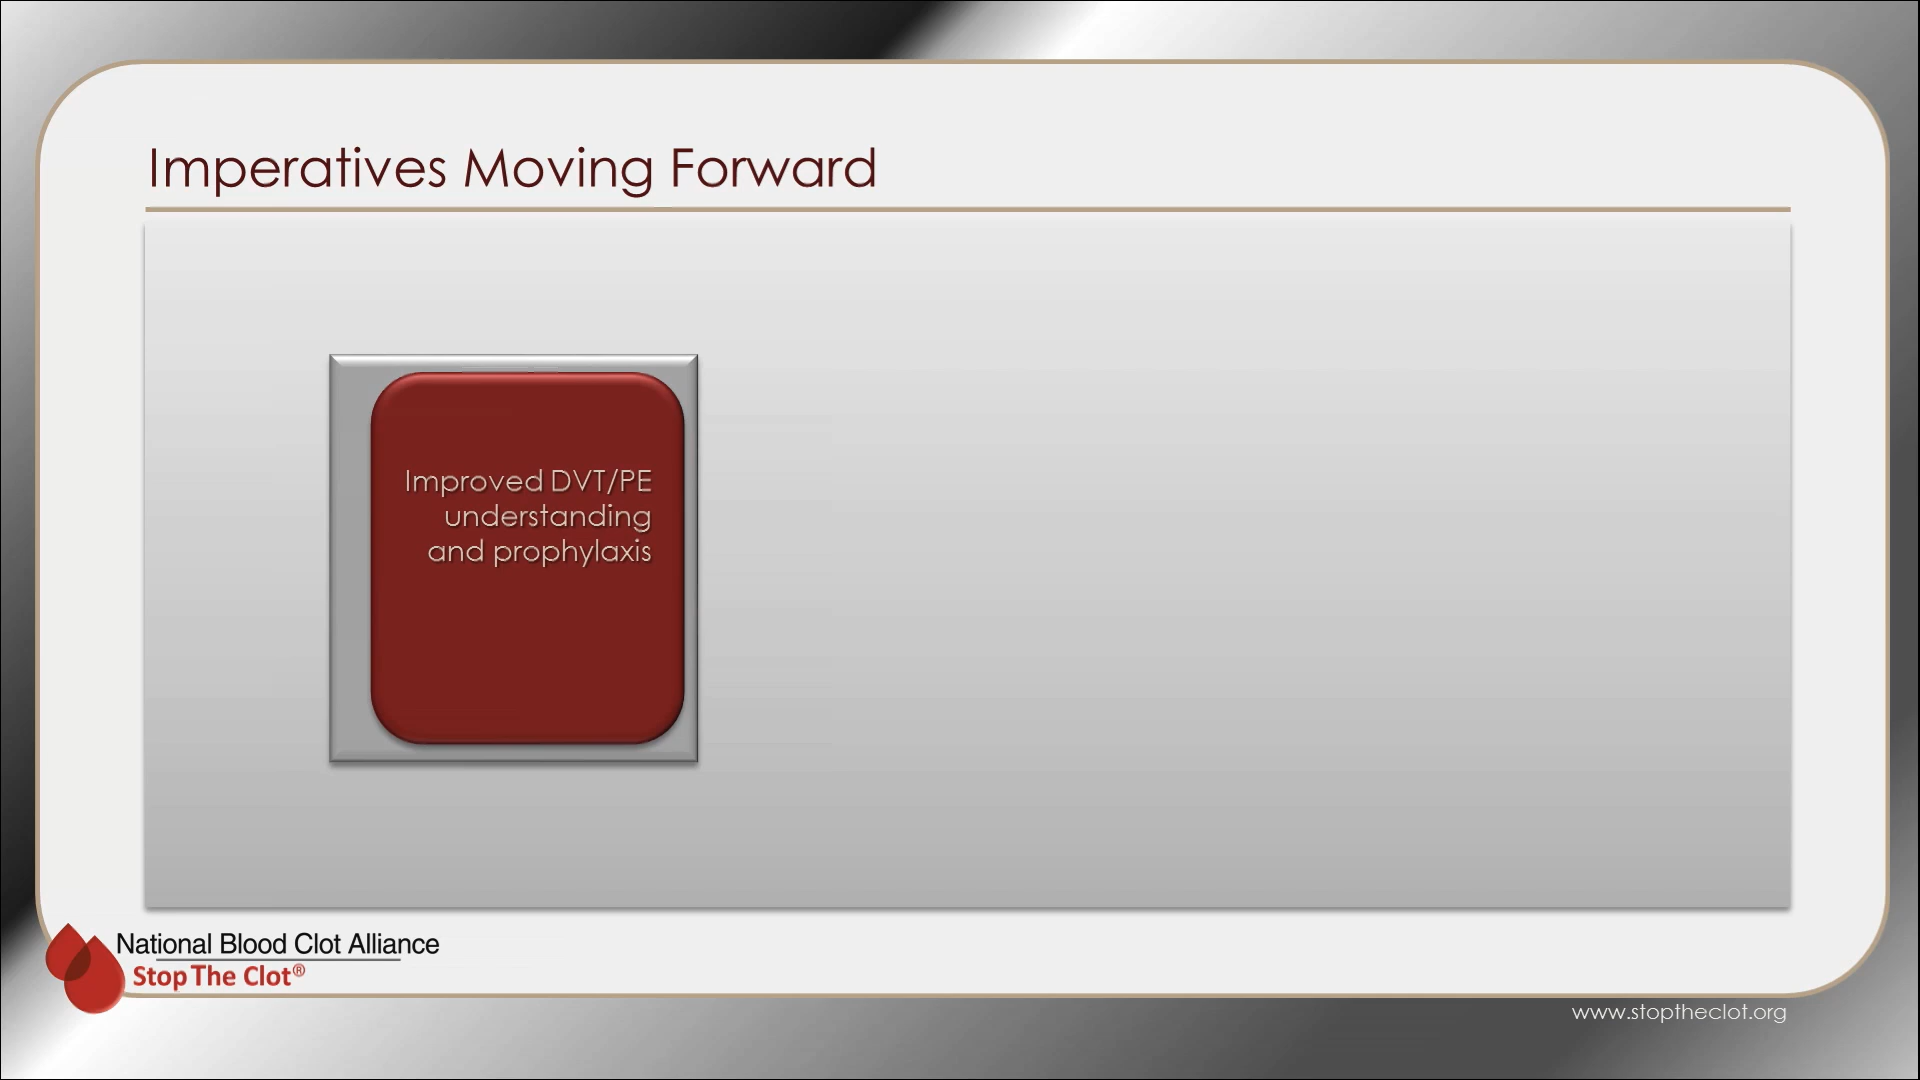 Imperatives Moving Forward
Improved DVT/PE
understanding
and prophylaxis
National Blood Clot Alliance
Stop The Clot®
www.stoptheclot.org